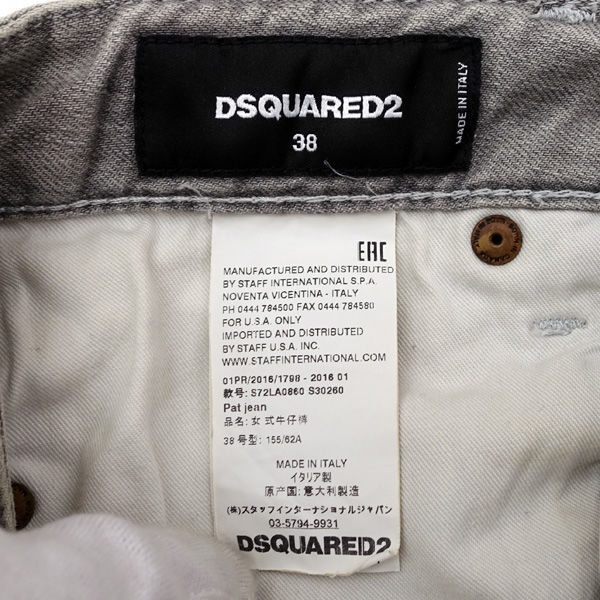 DSQUARED2
38
MADE IN ITALY
EAC
MANUFACTURED AND DISTRIBUTED
BY STAFF INTERNATIONAL S.P.A.
NOVENTA VICENTINA - ITALY
PH 0444 784500 FAX 0444 784580
FOR U.S.A. ONLY
IMPORTED AND DISTRIBUTED
BY STAFF U.S.A. INC.
WWW.STAFFINTERNATIONAL.COM
01PR/2016/1798 - 2016 01
款号: S72LA0860 S30260
Pat jean
品名: 女式牛仔裤
38 号型: 155/62A
MADE IN ITALY
イタリア製
原产国: 意大利製造
(株)スタッフインターナショナルジャパン
03-5794-9931
DSQUARED2